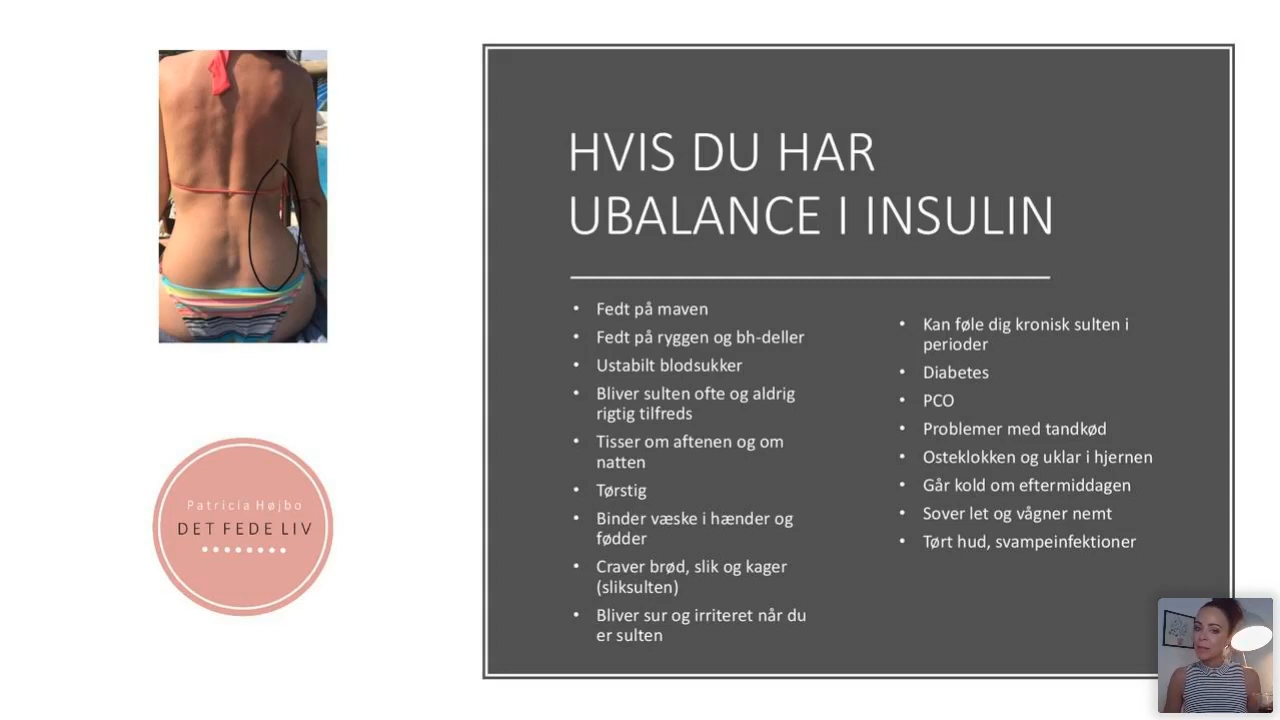 HVIS DU HAR
UBALANCE I INSULIN
• Fedt på maven
• Fedt på ryggen og bh-deller
• Ustabilt blodsukker
• Bliver sulten ofte og aldrig
rigtig tilfreds
• Tisser om aftenen og om
natten
• Tørstig
• Binder væske i hænder og
fødder
• Craver brød, slik og kager
(sliksulten)
• Bliver sur og irriteret når du
er sulten
• Kan føle dig kronisk sulten i
perioder
• Diabetes
• PCO
• Problemer med tandkød
• Osteklokken og uklar i hjernen
• Går kold om eftermiddagen
• Sover let og vågner nemt
• Tørt hud, svampeinfektioner
Patricia Højbo
DET FEDE LIV